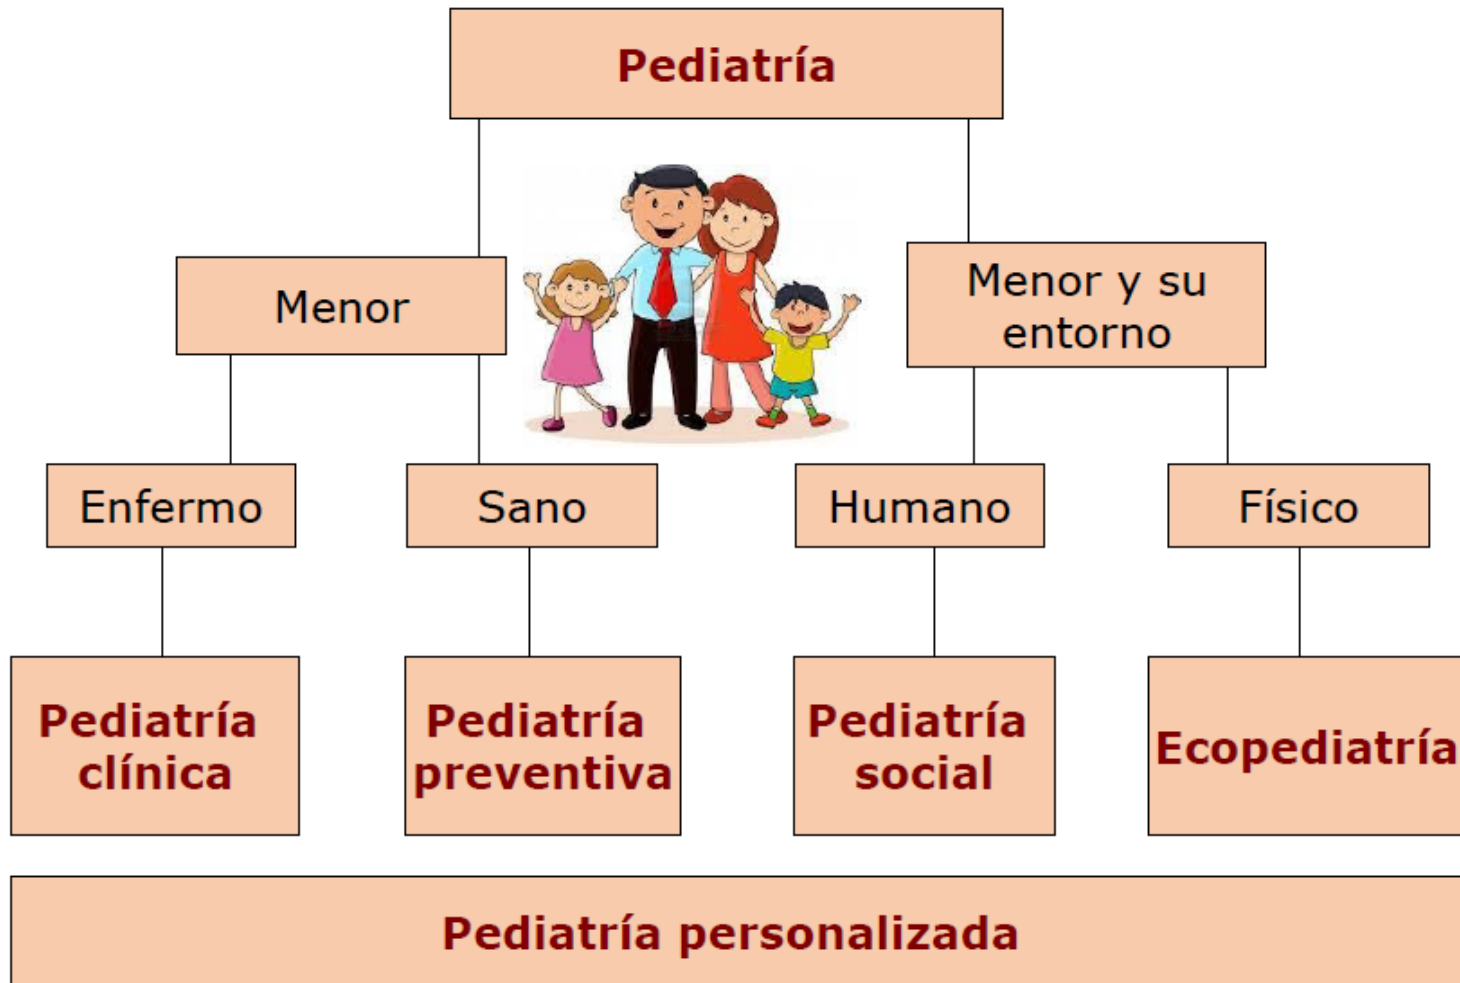 Pediatría
Menor
Menor y su
entorno
Enfermo
Sano
Humano
Físico
Pediatría
clínica
Pediatría
preventiva
Pediatría
social
Ecopediatría
Pediatría personalizada